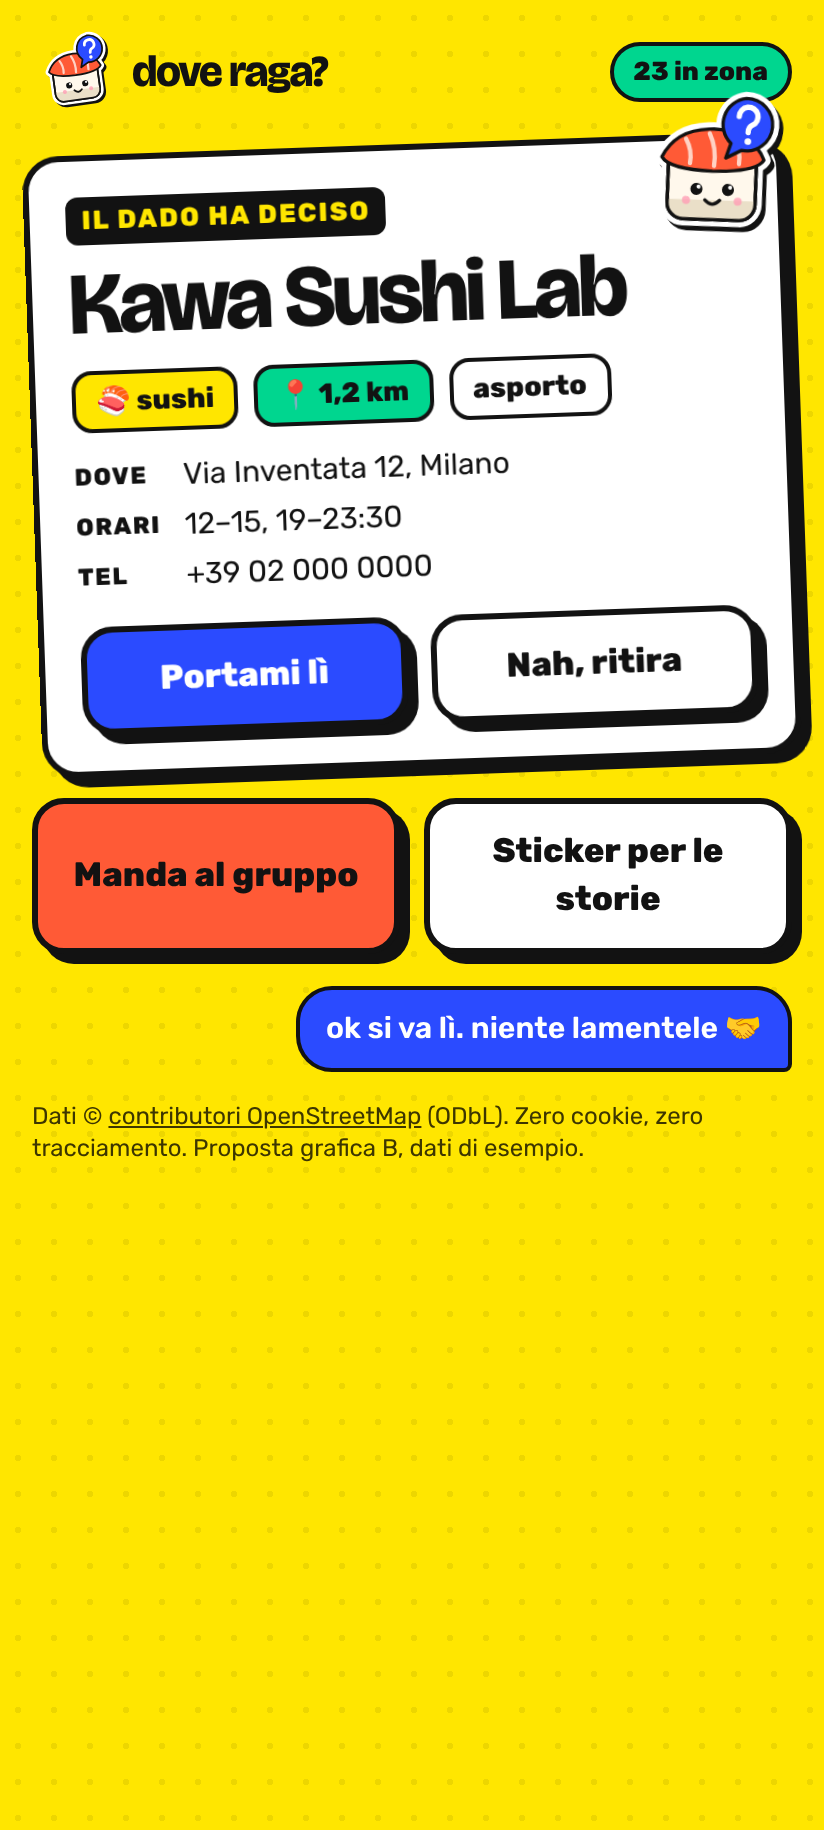 dove raga?
23 in zona
?
IL DADO HA DECISO
Kawa Sushi Lab
🍣 sushi
📍 1,2 km
asporto
DOVE Via Inventata 12, Milano
ORARI 12–15, 19–23:30
TEL +39 02 000 0000
Portami lì
Nah, ritira
Manda al gruppo
Sticker per le
storie
ok si va lì. niente lamentele 🤝
Dati © contributori OpenStreetMap (ODbL). Zero cookie, zero
tracciamento. Proposta grafica B, dati di esempio.